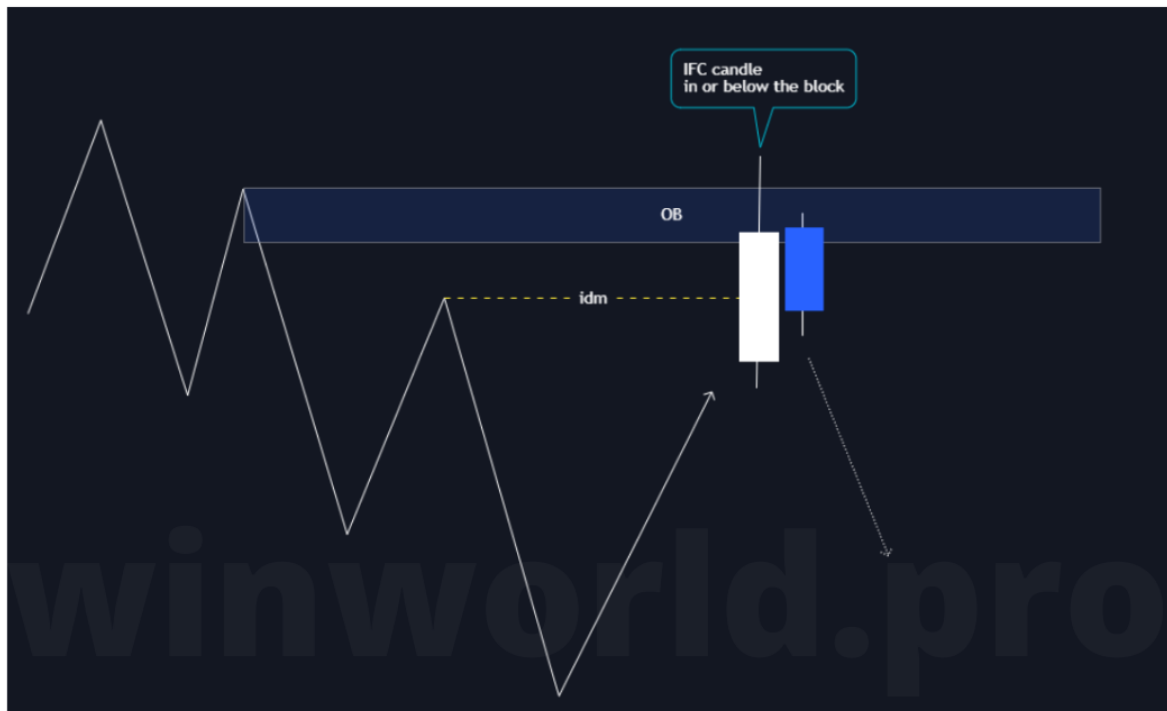 IFC candle
in or below the block
OB
idm
winworld.pro